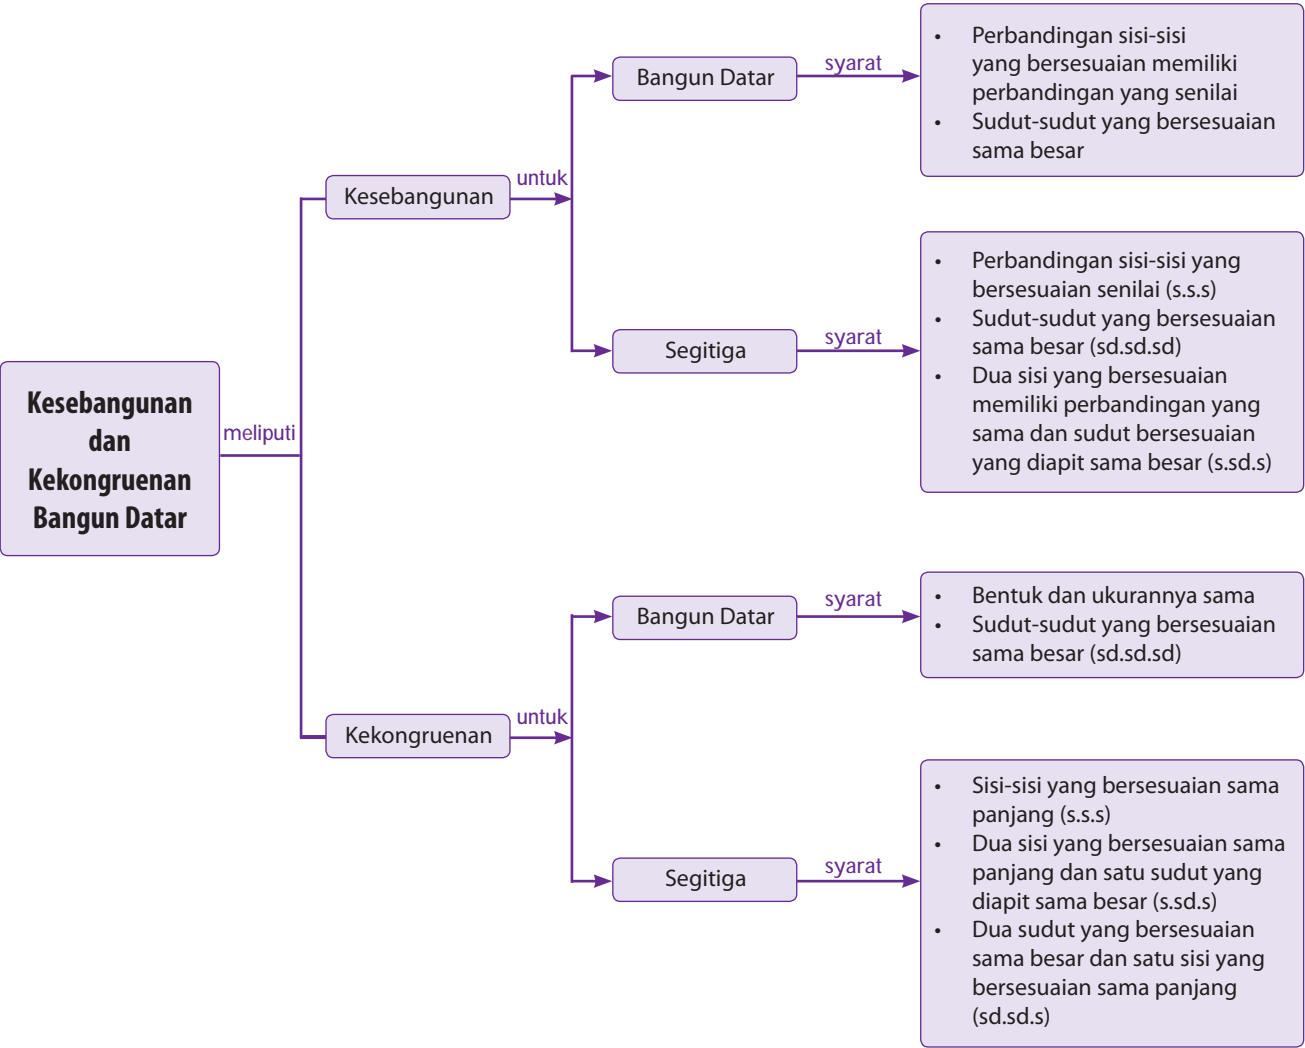 Kesebangunan
dan
Kekongruenan
Bangun Datar
meliputi
Kesebangunan
untuk
Bangun Datar
syarat
• Perbandingan sisi-sisi
yang bersesuaian memiliki
perbandingan yang senilai
• Sudut-sudut yang bersesuaian
sama besar
Segitiga
syarat
• Perbandingan sisi-sisi yang
bersesuaian senilai (s.s.s)
• Sudut-sudut yang bersesuaian
sama besar (sd.sd.sd)
• Dua sisi yang bersesuaian
memiliki perbandingan yang
sama dan sudut bersesuaian
yang diapit sama besar (s.sd.s)
Kekongruenan
untuk
Bangun Datar
syarat
• Bentuk dan ukurannya sama
• Sudut-sudut yang bersesuaian
sama besar (sd.sd.sd)
Segitiga
syarat
• Sisi-sisi yang bersesuaian sama
panjang (s.s.s)
• Dua sisi yang bersesuaian sama
panjang dan satu sudut yang
diapit sama besar (s.sd.s)
• Dua sudut yang bersesuaian
sama besar dan satu sisi yang
bersesuaian sama panjang
(sd.sd.s)